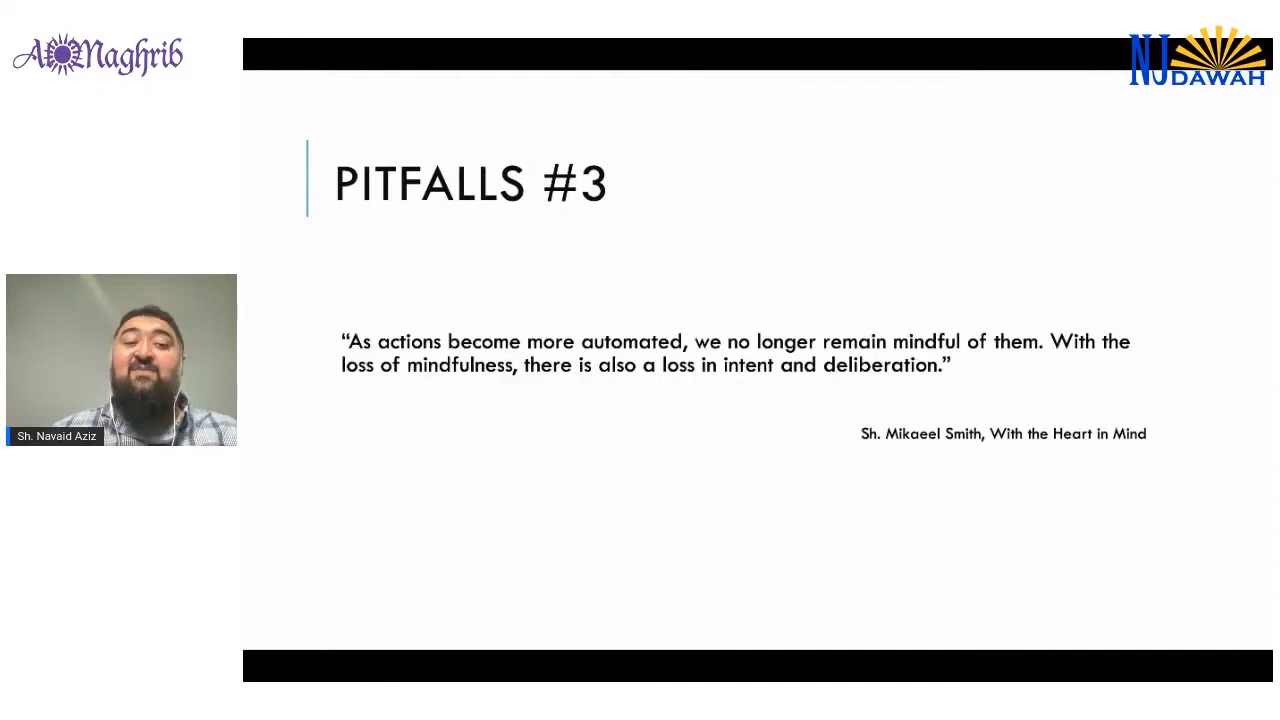 AlMaghrib
NJ DAWAH
PITFALLS #3
“As actions become more automated, we no longer remain mindful of them. With the
loss of mindfulness, there is also a loss in intent and deliberation.”
Sh. Mikaeel Smith, With the Heart in Mind
Sh. Navaid Aziz